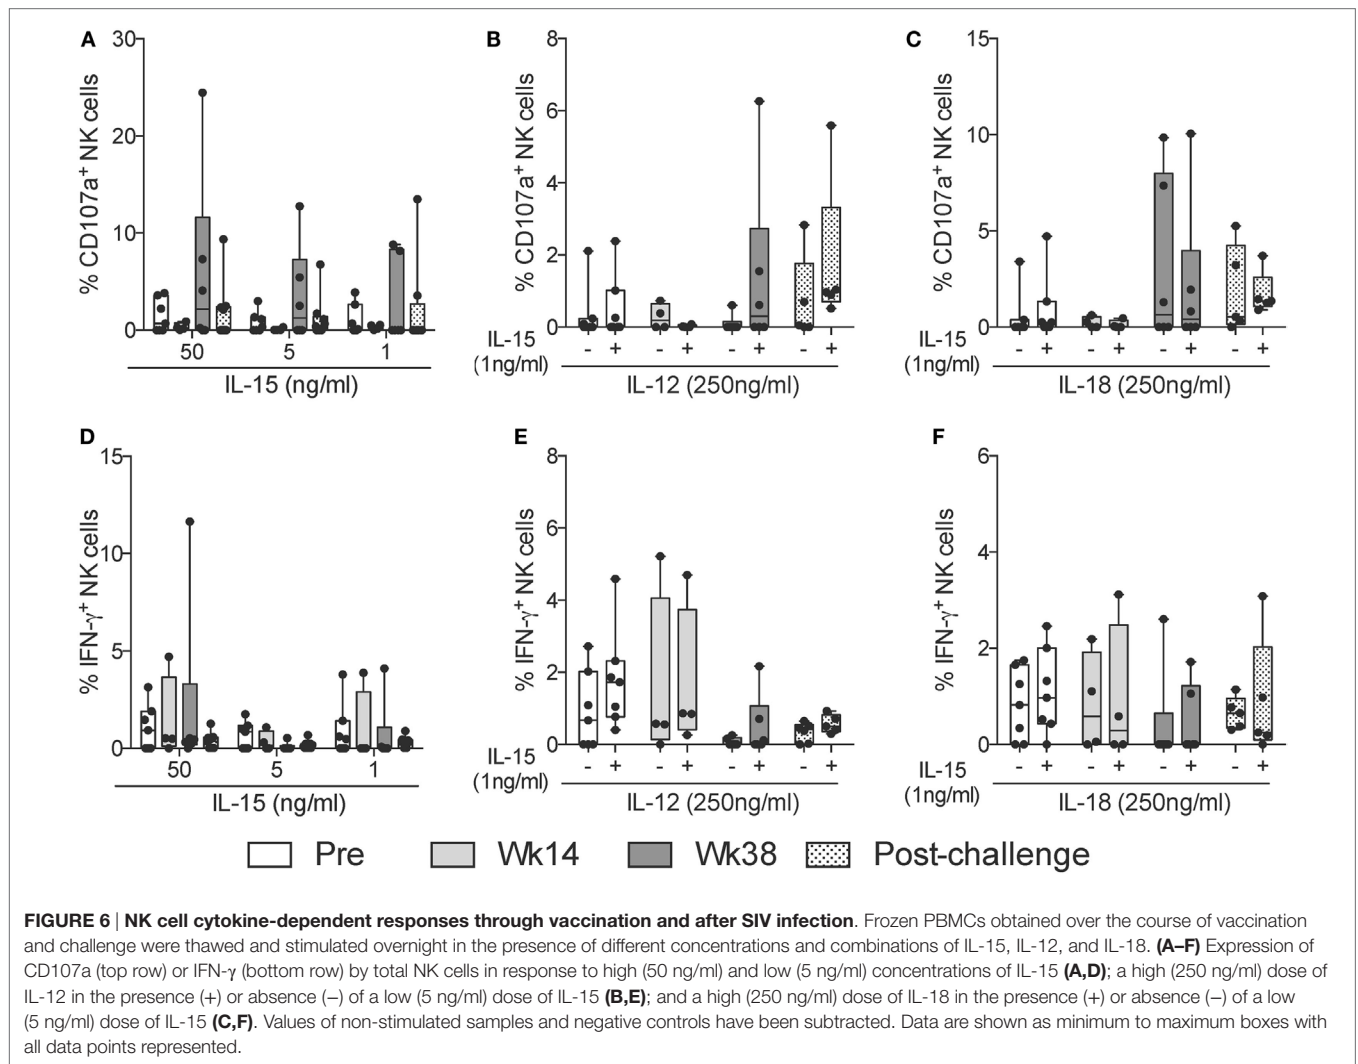 A
30
20
10
0
% CD107a+ NK cells
50 5 1
IL-15 (ng/ml)
B
8
6
4
2
0
% CD107a+ NK cells
IL-15
(1ng/ml)
- + - + - + - +
IL-12 (250ng/ml)
C
15
10
5
0
% CD107a+ NK cells
IL-15
(1ng/ml)
- + - + - + - +
IL-18 (250ng/ml)
D
15
10
5
0
% IFN-γ+ NK cells
50 5 1
IL-15 (ng/ml)
E
8
6
4
2
0
% IFN-γ+ NK cells
IL-15
(1ng/ml)
- + - + - + - +
IL-12 (250ng/ml)
F
6
4
2
0
% IFN-γ+ NK cells
IL-15
(1ng/ml)
- + - + - + - +
IL-18 (250ng/ml)
Pre Wk14 Wk38 Post-challenge
FIGURE 6 | NK cell cytokine-dependent responses through vaccination and after SIV infection. Frozen PBMCs obtained over the course of vaccination
and challenge were thawed and stimulated overnight in the presence of different concentrations and combinations of IL-15, IL-12, and IL-18. (A–F) Expression of
CD107a (top row) or IFN-γ (bottom row) by total NK cells in response to high (50 ng/ml) and low (5 ng/ml) concentrations of IL-15 (A,D); a high (250 ng/ml) dose of
IL-12 in the presence (+) or absence (−) of a low (5 ng/ml) dose of IL-15 (B,E); and a high (250 ng/ml) dose of IL-18 in the presence (+) or absence (−) of a low
(5 ng/ml) dose of IL-15 (C,F). Values of non-stimulated samples and negative controls have been subtracted. Data are shown as minimum to maximum boxes with
all data points represented.